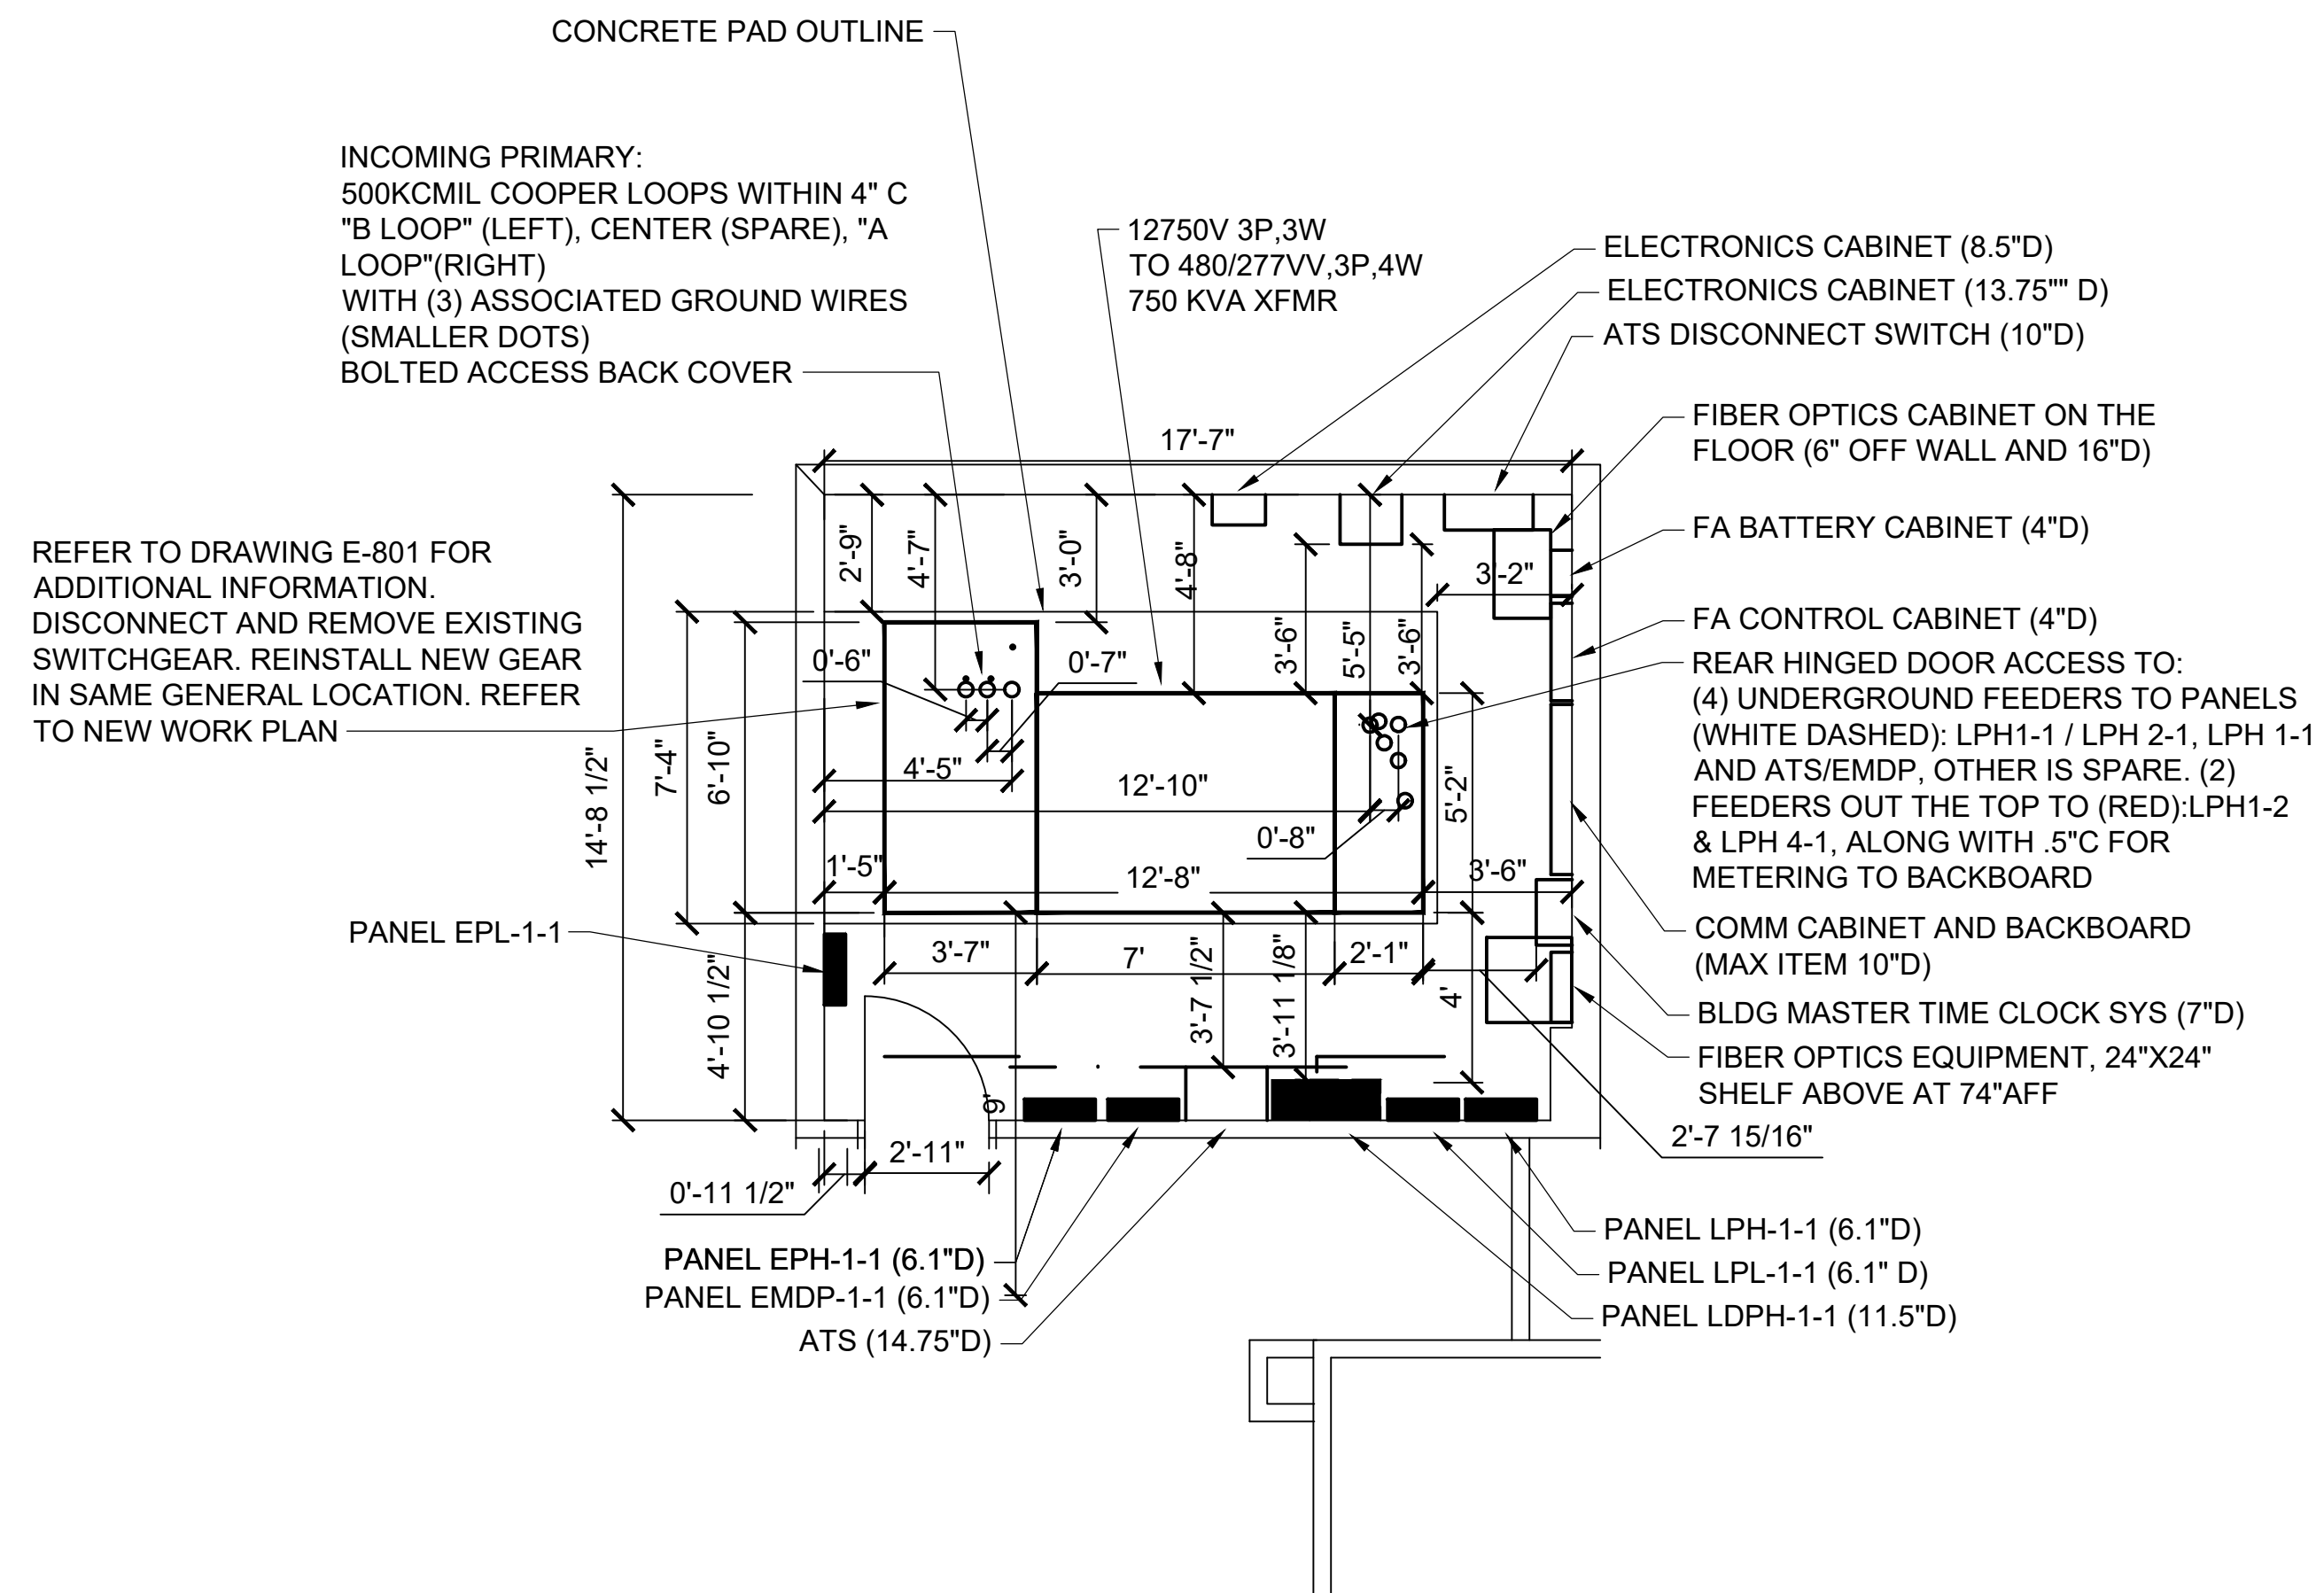 CONCRETE PAD OUTLINE
INCOMING PRIMARY:
500KCMIL COOPER LOOPS WITHIN 4" C
"B LOOP" (LEFT), CENTER (SPARE), "A
LOOP"(RIGHT)
WITH (3) ASSOCIATED GROUND WIRES
(SMALLER DOTS)
BOLTED ACCESS BACK COVER
12750V 3P,3W
TO 480/277VV,3P,4W
750 KVA XFMR
ELECTRONICS CABINET (8.5"D)
ELECTRONICS CABINET (13.75"" D)
ATS DISCONNECT SWITCH (10"D)
FIBER OPTICS CABINET ON THE
FLOOR (6" OFF WALL AND 16"D)
FA BATTERY CABINET (4"D)
FA CONTROL CABINET (4"D)
REAR HINGED DOOR ACCESS TO:
(4) UNDERGROUND FEEDERS TO PANELS
(WHITE DASHED): LPH1-1 / LPH 2-1, LPH 1-1
AND ATS/EMDP, OTHER IS SPARE. (2)
FEEDERS OUT THE TOP TO (RED):LPH1-2
& LPH 4-1, ALONG WITH .5"C FOR
METERING TO BACKBOARD
COMM CABINET AND BACKBOARD
(MAX ITEM 10"D)
BLDG MASTER TIME CLOCK SYS (7"D)
FIBER OPTICS EQUIPMENT, 24"X24"
SHELF ABOVE AT 74"AFF
2'-7 15/16"
REFER TO DRAWING E-801 FOR
ADDITIONAL INFORMATION.
DISCONNECT AND REMOVE EXISTING
SWITCHGEAR. REINSTALL NEW GEAR
IN SAME GENERAL LOCATION. REFER
TO NEW WORK PLAN
PANEL EPL-1-1
17'-7"
2'-9"
4'-7"
3'-0"
4'-8"
3'-2"
3'-6"
5'-5"
3'-6"
0'-6"
0'-7"
14'-8 1/2"
7'-4"
6'-10"
4'-5"
12'-10"
5'-2"
0'-8"
1'-5"
12'-8"
3'-6"
3'-7"
7'
2'-1"
4'-10 1/2"
3'-7 1/2"
3'-11 1/8"
4'
9'
2'-11"
0'-11 1/2"
PANEL EPH-1-1 (6.1"D)
PANEL EMDP-1-1 (6.1"D)
ATS (14.75"D)
PANEL LPH-1-1 (6.1"D)
PANEL LPL-1-1 (6.1" D)
PANEL LDPH-1-1 (11.5"D)